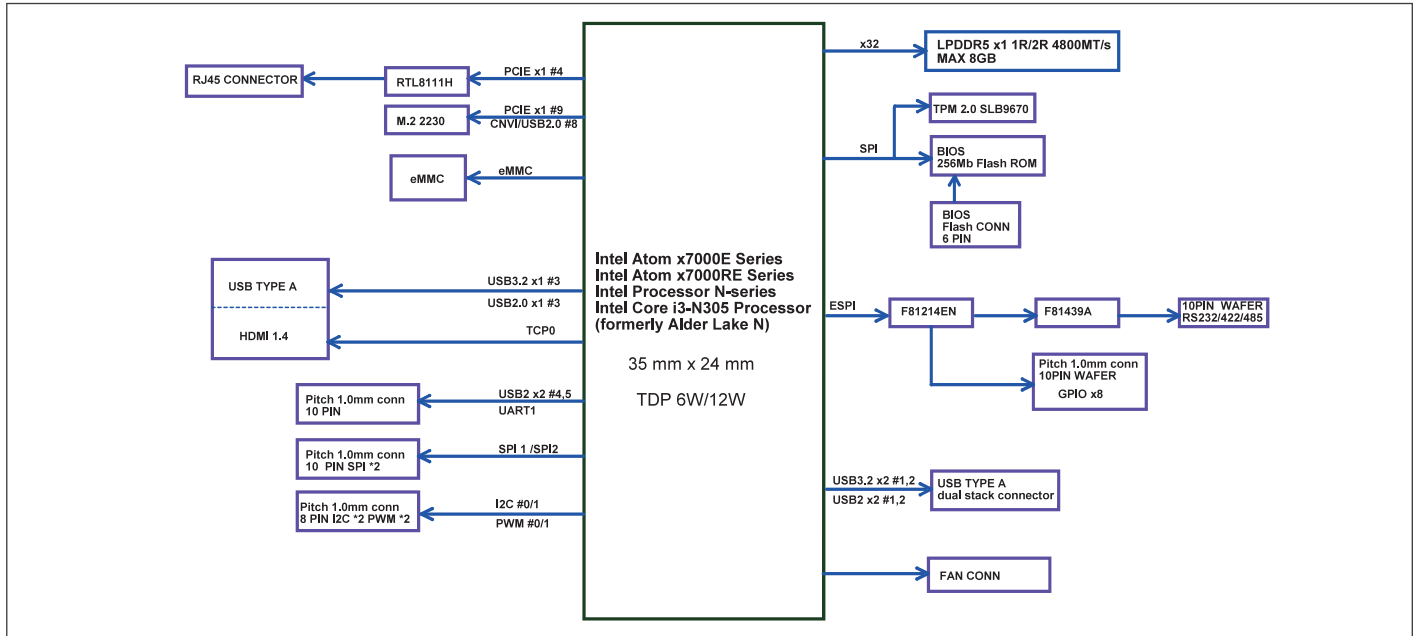 RJ45 CONNECTOR
RTL8111H
PCIE x1 #4
M.2 2230
PCIE x1 #9
CNVI/USB2.0 #8
eMMC
eMMC
USB TYPE A
HDMI 1.4
USB3.2 x1 #3
USB2.0 x1 #3
TCP0
Pitch 1.0mm conn
10 PIN
USB2 x2 #4,5
UART1
Pitch 1.0mm conn
10 PIN SPI *2
SPI 1 /SPI2
Pitch 1.0mm conn
8 PIN I2C *2 PWM *2
I2C #0/1
PWM #0/1
Intel Atom x7000E Series
Intel Atom x7000RE Series
Intel Processor N-series
Intel Core i3-N305 Processor
(formerly Alder Lake N)
35 mm x 24 mm
TDP 6W/12W
x32
LPDDR5 x1 1R/2R 4800MT/s
MAX 8GB
SPI
TPM 2.0 SLB9670
BIOS
256Mb Flash ROM
BIOS
Flash CONN
6 PIN
ESPI
F81214EN
F81439A
10PIN WAFER
RS232/422/485
Pitch 1.0mm conn
10PIN WAFER
GPIO x8
USB3.2 x2 #1,2
USB2 x2 #1,2
USB TYPE A
dual stack connector
FAN CONN